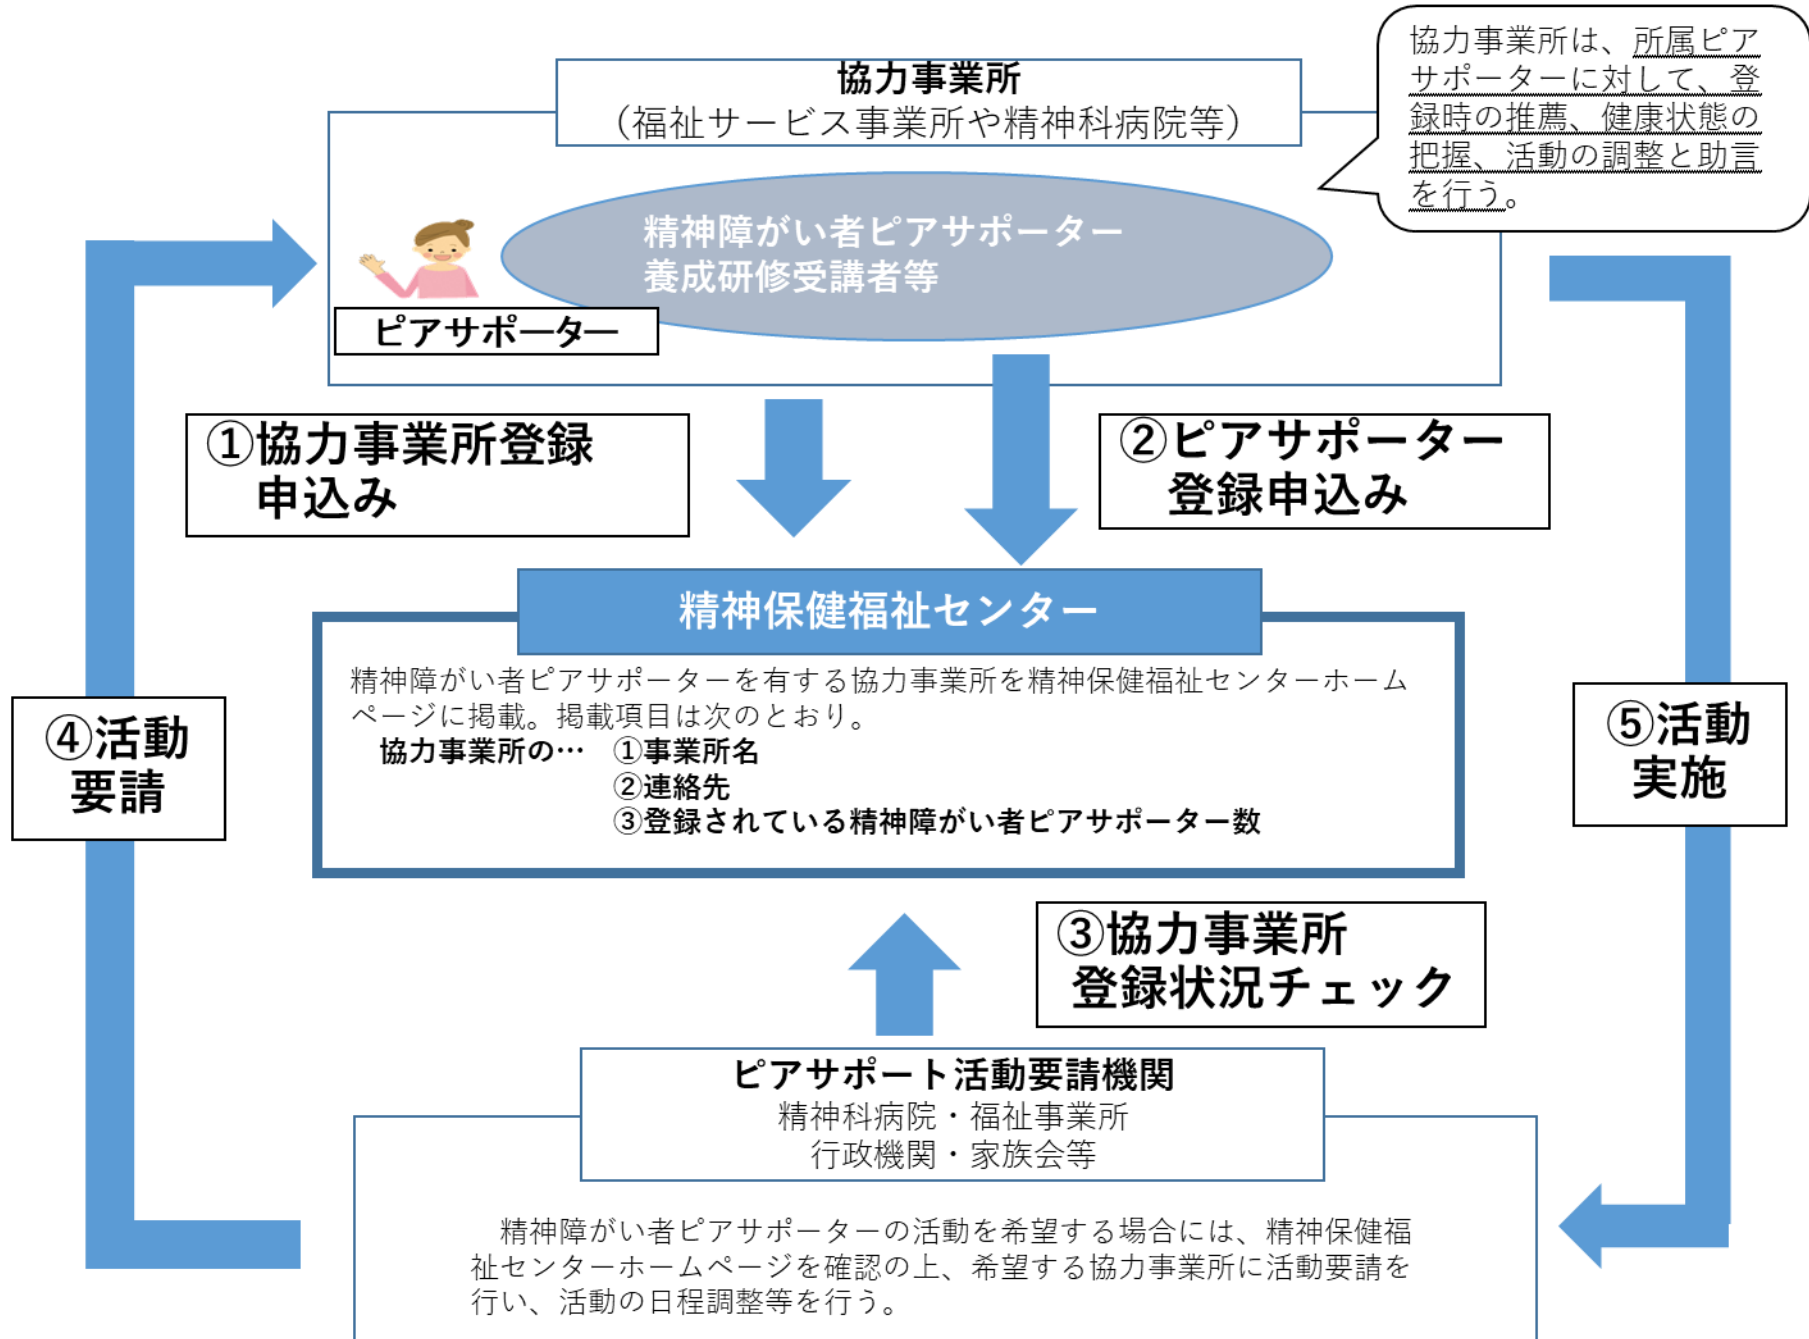 協力事業所
（福祉サービス事業所や精神科病院等）
協力事業所は、所属ピア
サポーターに対して、登
録時の推薦、健康状態の
把握、活動の調整と助言
を行う。
精神障がい者ピアサポーター
養成研修受講者等
ピアサポーター
①協力事業所登録
申込み
②ピアサポーター
登録申込み
精神保健福祉センター
精神障がい者ピアサポーターを有する協力事業所を精神保健福祉センターホーム
ページに掲載。掲載項目は次のとおり。
協力事業所の… ①事業所名
②連絡先
③登録されている精神障がい者ピアサポーター数
④活動
要請
⑤活動
実施
③協力事業所
登録状況チェック
ピアサポート活動要請機関
精神科病院・福祉事業所
行政機関・家族会等
精神障がい者ピアサポーターの活動を希望する場合には、精神保健福
祉センターホームページを確認の上、希望する協力事業所に活動要請を
行い、活動の日程調整等を行う。